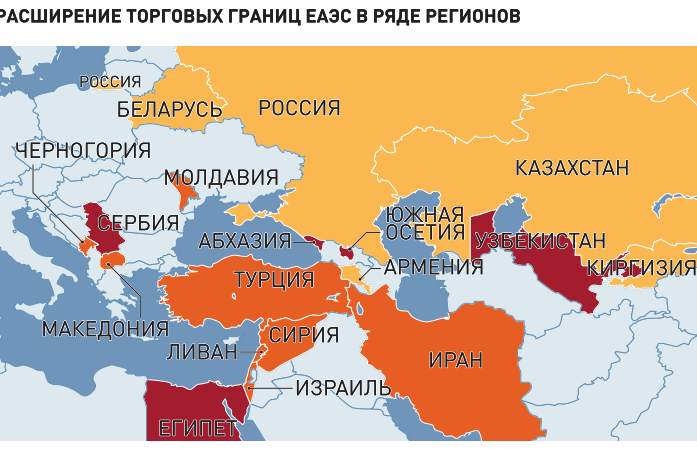 РАСШИРЕНИЕ ТОРГОВЫХ ГРАНИЦ ЕАЭС В РЯДЕ РЕГИОНОВ
РОССИЯ
БЕЛАРУСЬ
РОССИЯ
ЧЕРНОГОРИЯ
МОЛДАВИЯ
КАЗАХСТАН
СЕРБИЯ
ЮЖНАЯ
ОСЕТИЯ
АБХАЗИЯ
УЗБЕКИСТАН
АРМЕНИЯ
КИРГИЗИЯ
ТУРЦИЯ
МАКЕДОНИЯ
СИРИЯ
ЛИВАН
ИРАН
ИЗРАИЛЬ
ЕГИПЕТ